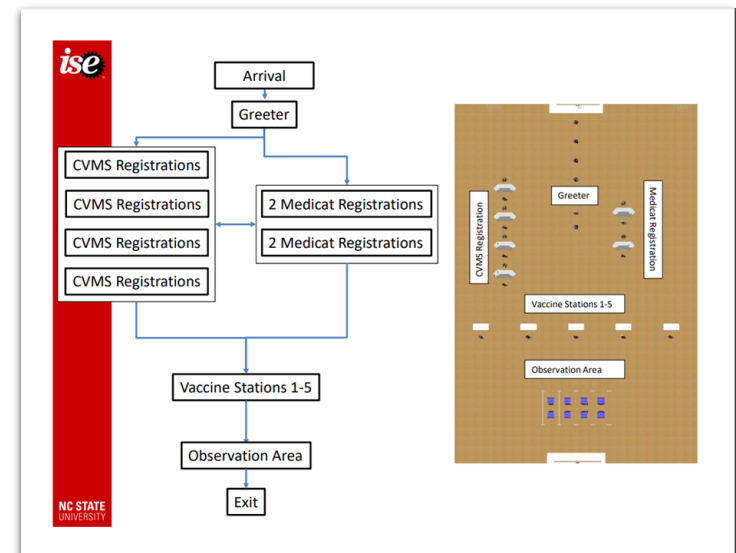 ise
Arrival
Greeter
CVMS Registrations
CVMS Registrations
CVMS Registrations
CVMS Registrations
2 Medicat Registrations
2 Medicat Registrations
Vaccine Stations 1-5
Observation Area
Exit
NC STATE
UNIVERSITY
Greeter
CVMS Registration
Medicat Registration
Vaccine Stations 1-5
Observation Area